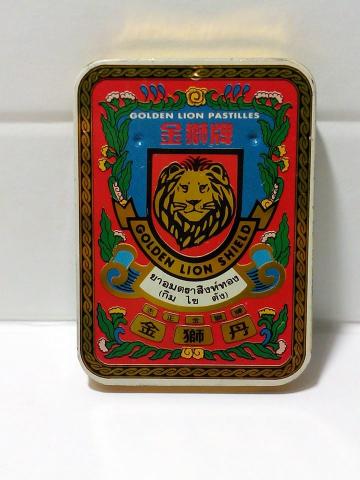 GOLDEN LION PASTILLES
金獅牌
GOLDEN LION SHIELD
ยาอมตราสิงห์ทอง
(กิม ไซ ตัง)
金獅丹